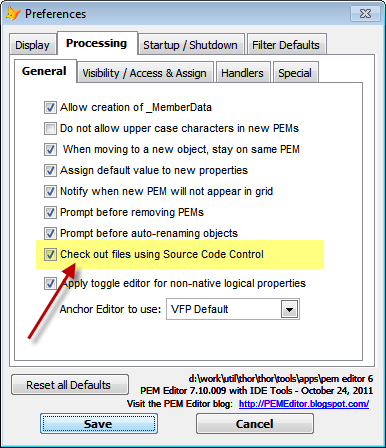 Preferences
Display
Processing
Startup / Shutdown
Filter Defaults
General
Visibility / Access & Assign
Handlers
Special
Allow creation of _MemberData
Do not allow upper case characters in new PEMs
When moving to a new object, stay on same PEM
Assign default value to new properties
Notify when new PEM will not appear in grid
Prompt before removing PEMs
Prompt before auto-renaming objects
Check out files using Source Code Control
Apply toggle editor for non-native logical properties
Anchor Editor to use: VFP Default
Reset all Defaults
d:\work\util\thor\thor\tools\apps\pem editor 6
PEM Editor 7.10.009 with IDE Tools - October 24, 2011
Visit the PEM Editor blog: http://PEMEditor.blogspot.com/
Save
Cancel